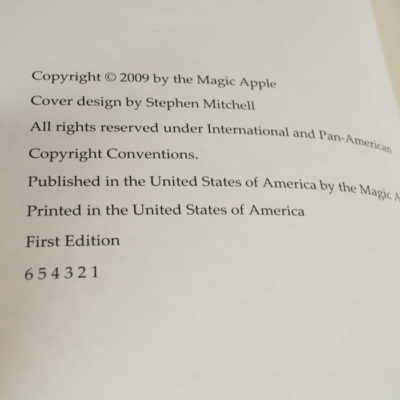 Copyright © 2009 by the Magic Apple
Cover design by Stephen Mitchell
All rights reserved under International and Pan-American
Copyright Conventions.
Published in the United States of America by the Magic A
Printed in the United States of America
First Edition
6 5 4 3 2 1